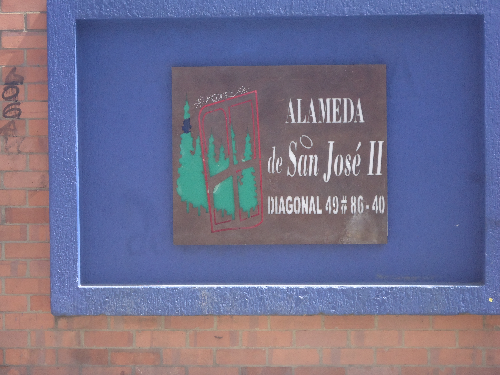 ALAMEDA
de San José II
DIAGONAL 49 # 86 - 40